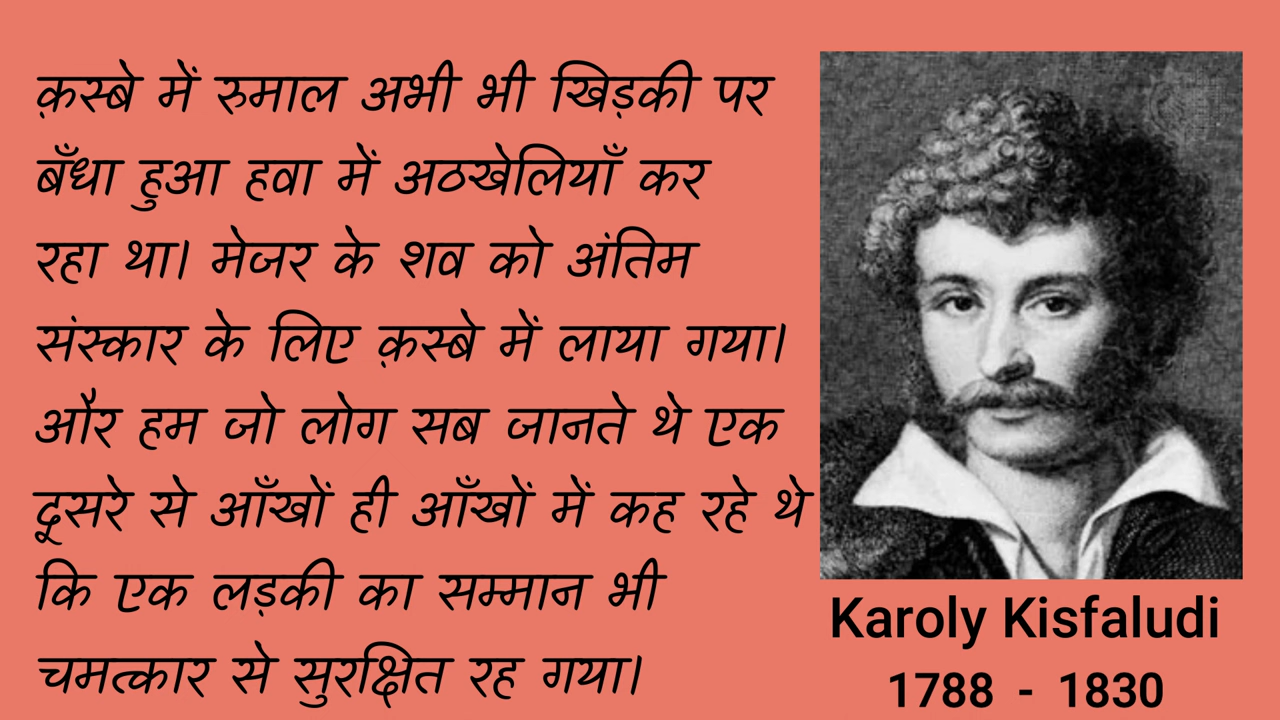 क़स्बे में रुमाल अभी भी खिड़की पर
बँधा हुआ हवा में अठखेलियाँ कर
रहा था। मेजर के शव को अंतिम
संस्कार के लिए क़स्बे में लाया गया।
और हम जो लोग सब जानते थे एक
दूसरे से आँखों ही आँखों में कह रहे थे
कि एक लड़की का सम्मान भी
चमत्कार से सुरक्षित रह गया।
Karoly Kisfaludi
1788 - 1830